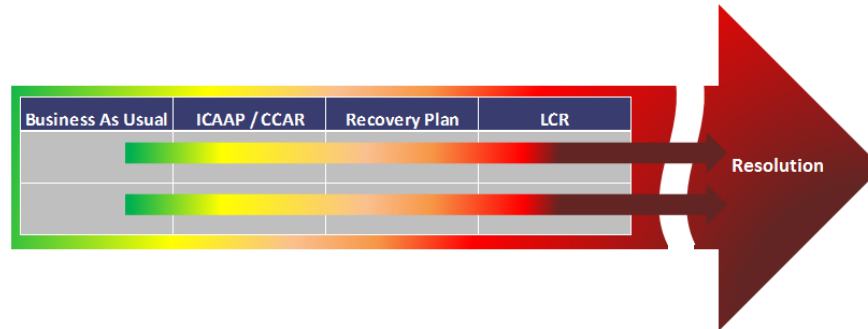 Business As Usual
ICAAP / CCAR
Recovery Plan
LCR
Resolution